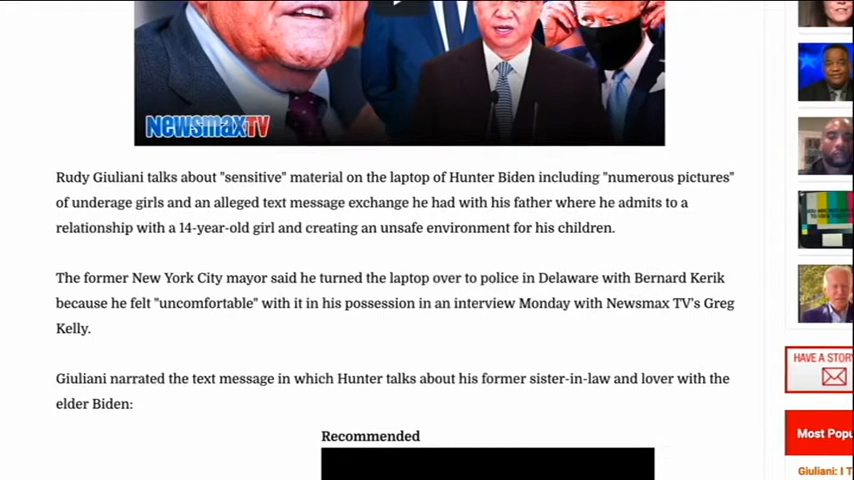 NewsmaxTV
Rudy Giuliani talks about "sensitive" material on the laptop of Hunter Biden including "numerous pictures"
of underage girls and an alleged text message exchange he had with his father where he admits to a
relationship with a 14-year-old girl and creating an unsafe environment for his children.
The former New York City mayor said he turned the laptop over to police in Delaware with Bernard Kerik
because he felt "uncomfortable" with it in his possession in an interview Monday with Newsmax TV's Greg
Kelly.
Giuliani narrated the text message in which Hunter talks about his former sister-in-law and lover with the
elder Biden:
Recommended
HAVE A STOR
Most Popu
Giuliani: I T